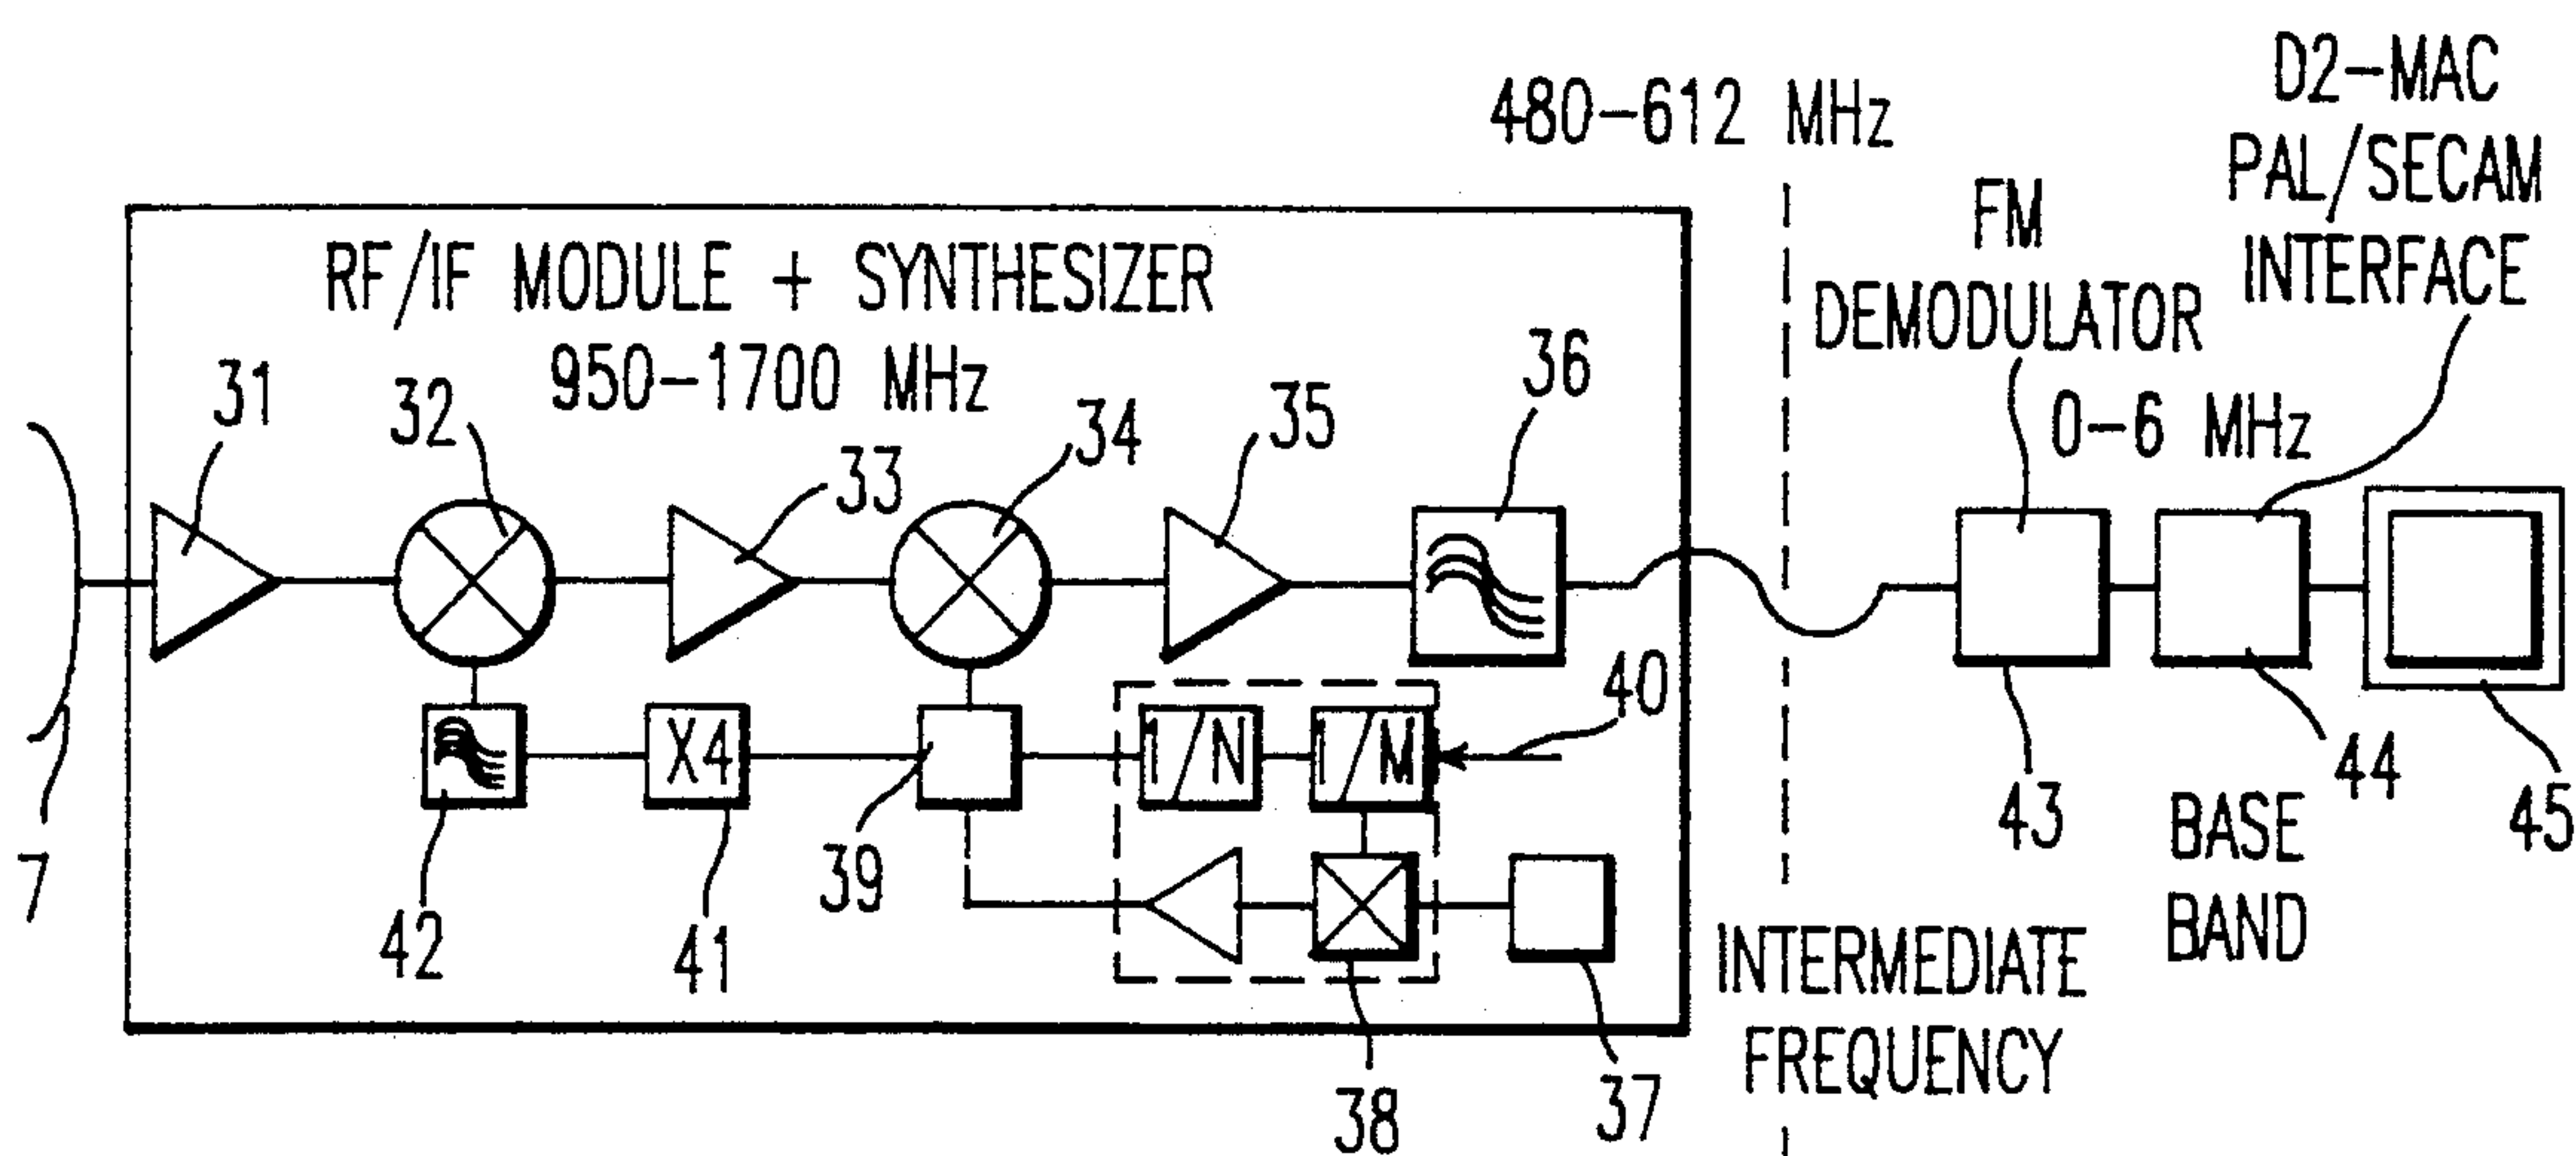 D2-MAC
PAL/SECAM
INTERFACE
480-612 MHz
FM
DEMODULATOR
0-6 MHz
RF/IF MODULE + SYNTHESIZER
950-1700 MHz
31
32
33
34
35
36
40
1/N
1/M
X4
7
42
41
39
38
37
43
44
45
BASE
BAND
INTERMEDIATE
FREQUENCY